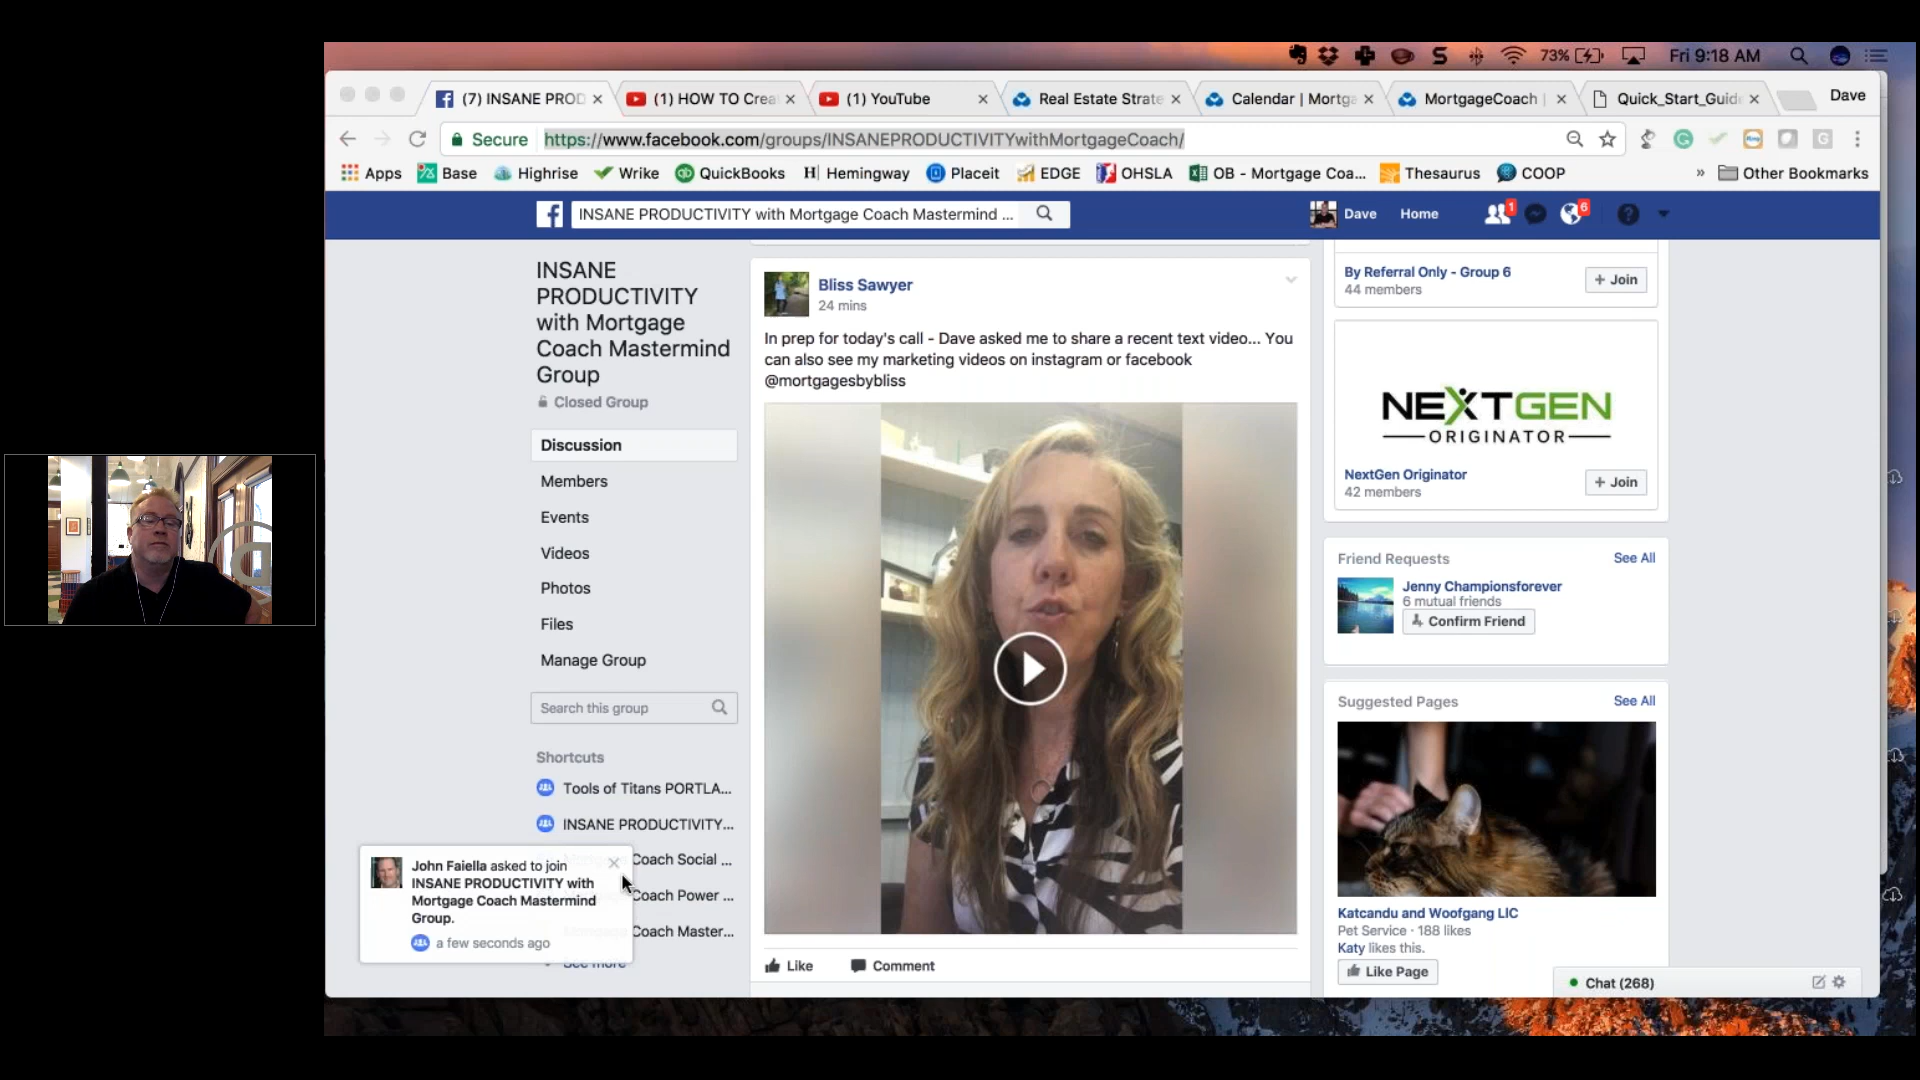 73%
Fri 9:18 AM
(7) INSANE PROD
(1) HOW TO Crea
(1) YouTube
Real Estate Strate
Calendar | Mortga
MortgageCoach |
Quick_Start_Guid
Dave
Secure
https://www.facebook.com/groups/INSANEPRODUCTIVITYwithMortgageCoach/
Apps
Base
Highrise
Wrike
QuickBooks
Hemingway
Placeit
EDGE
OHSLA
OB - Mortgage Coa...
Thesaurus
COOP
»
Other Bookmarks
INSANE PRODUCTIVITY with Mortgage Coach Mastermind ...
Dave
Home
1
6
INSANE
PRODUCTIVITY
with Mortgage
Coach Mastermind
Group
Closed Group
Discussion
Members
Events
Videos
Photos
Files
Manage Group
Search this group
Shortcuts
Tools of Titans PORTLA...
INSANE PRODUCTIVITY...
Coach Social ...
Coach Power ...
Coach Master...
See more
John Faiella asked to join
INSANE PRODUCTIVITY with
Mortgage Coach Mastermind
Group.
a few seconds ago
Bliss Sawyer
24 mins
In prep for today's call - Dave asked me to share a recent text video... You
can also see my marketing videos on instagram or facebook
@mortgagesbybliss
Like
Comment
By Referral Only - Group 6
44 members
+ Join
NEXTGEN
ORIGINATOR
NextGen Originator
42 members
+ Join
Friend Requests
See All
Jenny Championsforever
6 mutual friends
Confirm Friend
Suggested Pages
See All
Katcandu and Woofgang LlC
Pet Service · 188 likes
Katy likes this.
Like Page
Chat (268)